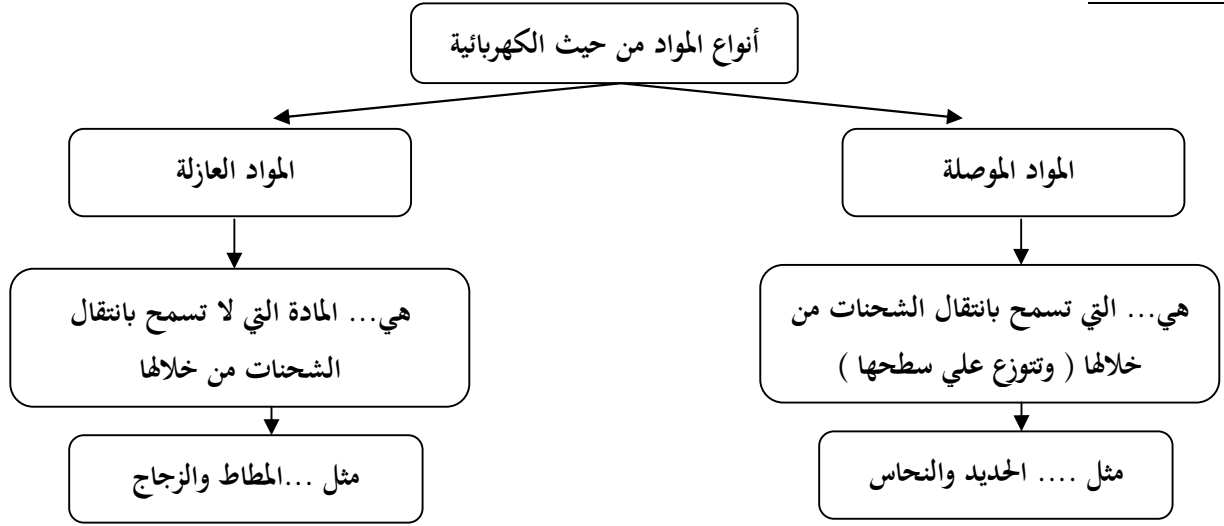 أنواع المواد من حيث الكهربائية
المواد الموصلة
المواد العازلة
هي... التي تسمح بانتقال الشحنات من
خلالها ( وتتوزع علي سطحها )
هي... المادة التي لا تسمح بانتقال
الشحنات من خلالها
مثل .... الحديد والنحاس
مثل ...المطاط والزجاج